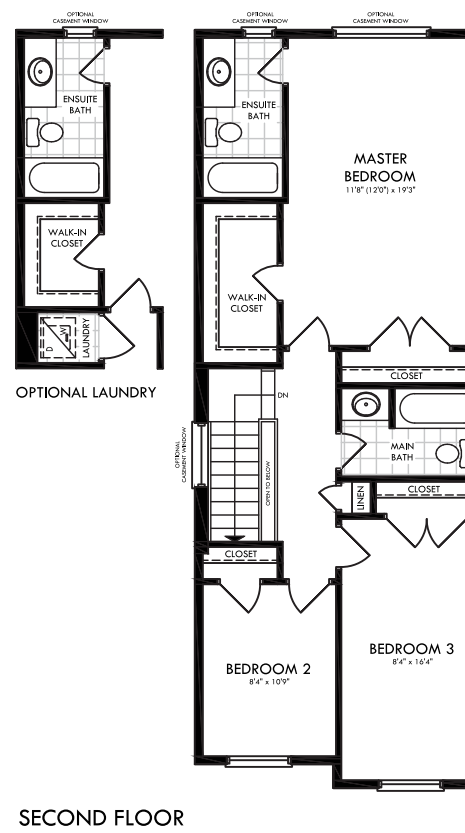 OPTIONAL
CASEMENT WINDOW
ENSUITE
BATH
WALK-IN
CLOSET
D
W
LAUNDRY
OPTIONAL LAUNDRY
OPTIONAL
CASEMENT WINDOW
OPTIONAL
CASEMENT WINDOW
ENSUITE
BATH
MASTER
BEDROOM
11'8" (12'0") x 19'3"
WALK-IN
CLOSET
CLOSET
DN
OPTIONAL
CASEMENT WINDOW
OPEN TO BELOW
MAIN
BATH
LINEN
CLOSET
CLOSET
BEDROOM 2
8'4" x 10'9"
BEDROOM 3
8'4" x 16'4"
SECOND FLOOR